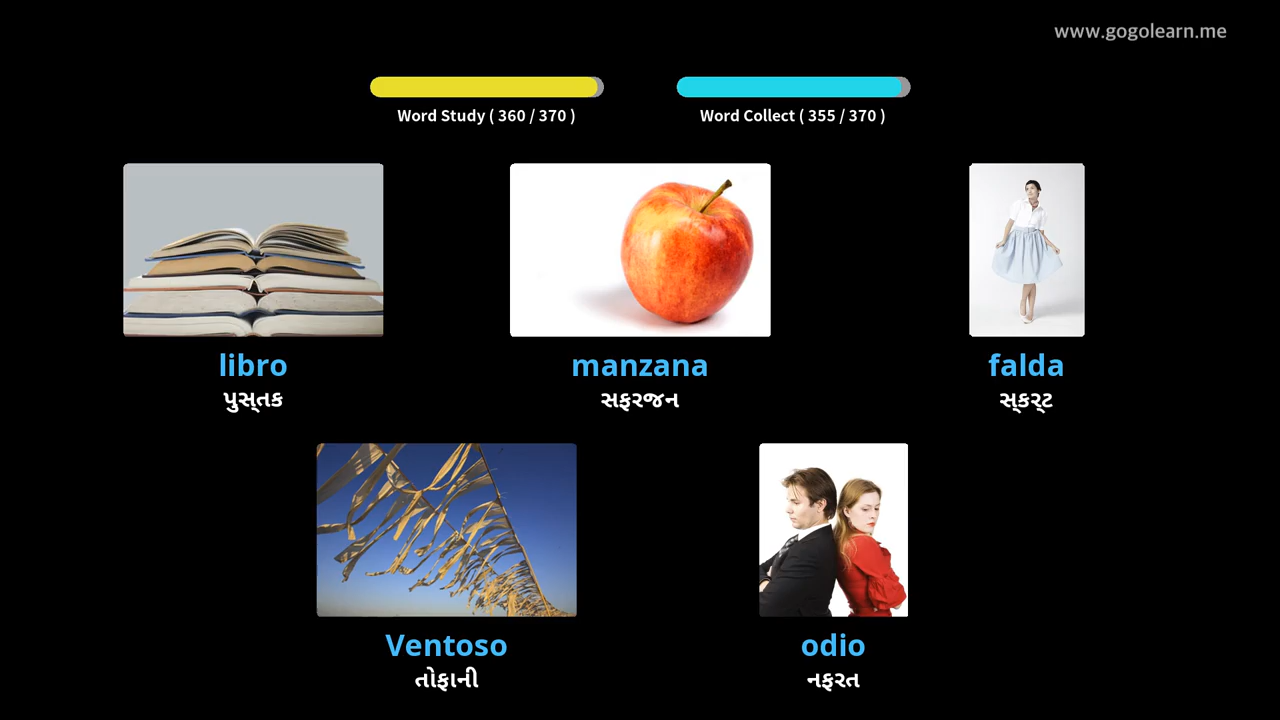 www.gogolearn.me
Word Study ( 360 / 370 )
Word Collect ( 355 / 370 )
libro
પુસ્તક
manzana
સફરજન
falda
સ્કર્ટ
Ventoso
તોફાની
odio
નફરત